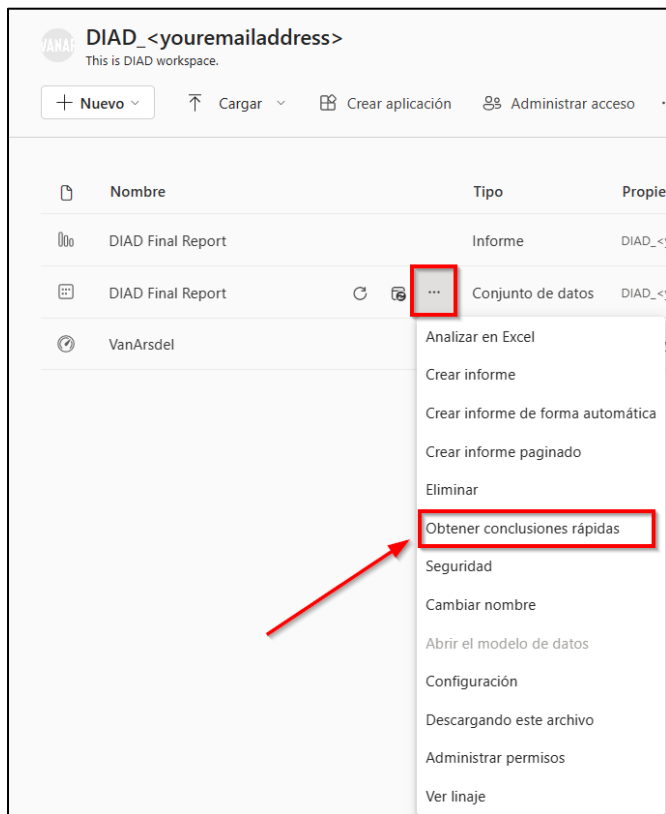 VANAR
DIAD_<youremailaddress>
This is DIAD workspace.
Nuevo
Cargar
Crear aplicación
Administrar acceso
Nombre
Tipo
Propie
DIAD Final Report
Informe
DIAD_<y
DIAD Final Report
...
Conjunto de datos
DIAD_<y
VanArsdel
Analizar en Excel
Crear informe
Crear informe de forma automática
Crear informe paginado
Eliminar
Obtener conclusiones rápidas
Seguridad
Cambiar nombre
Abrir el modelo de datos
Configuración
Descargando este archivo
Administrar permisos
Ver linaje